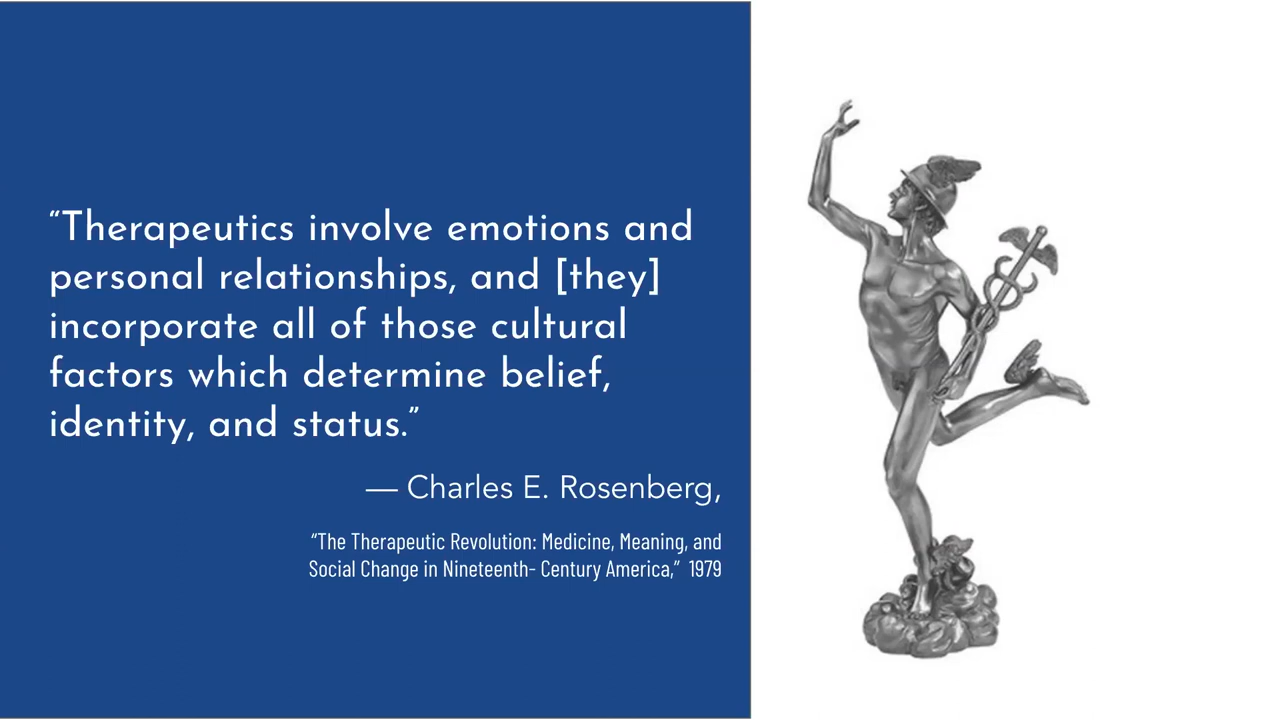 “Therapeutics involve emotions and
personal relationships, and [they]
incorporate all of those cultural
factors which determine belief,
identity, and status.”
— Charles E. Rosenberg,
“The Therapeutic Revolution: Medicine, Meaning, and
Social Change in Nineteenth- Century America,” 1979